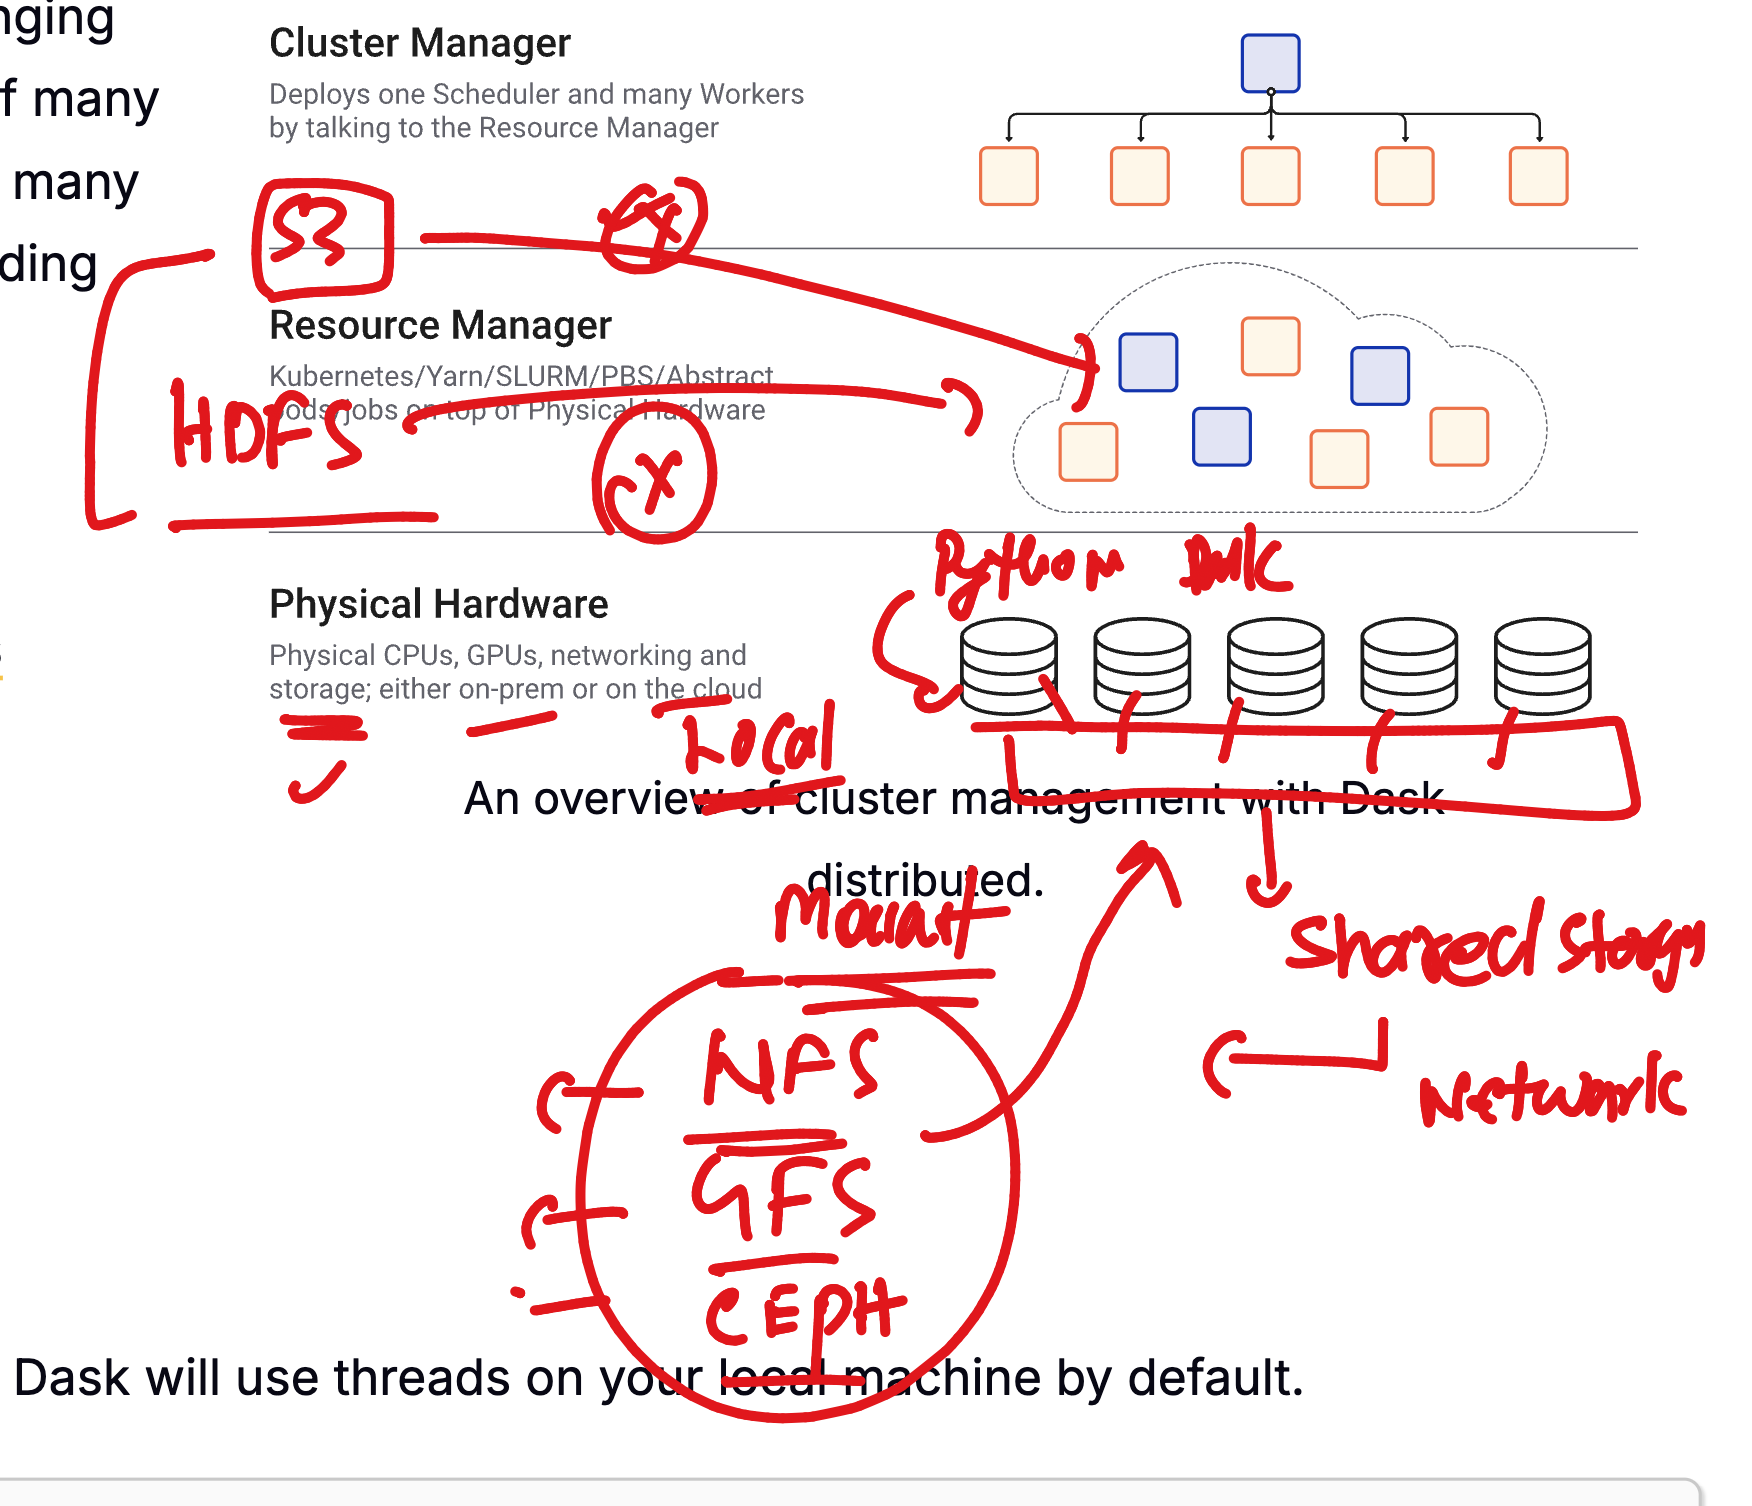 nging
f many
many
ding
Cluster Manager
Deploys one Scheduler and many Workers
by talking to the Resource Manager
S3
Resource Manager
Kubernetes/Yarn/SLURM/PBS/Abstract
pods/jobs on top of Physical Hardware
HDFS
Python
Physical Hardware
Physical CPUs, GPUs, networking and
storage; either on-prem or on the cloud
Local
An overview of cluster management with Dask
distributed.
Shared
Network
NFS
GFS
CEPH
Dask will use threads on your local machine by default.